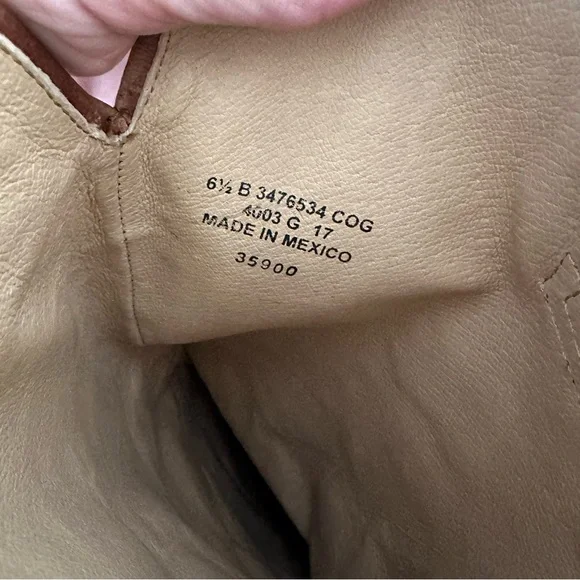 6½ B 3476534 COG
4003 G 17
MADE IN MEXICO
35900